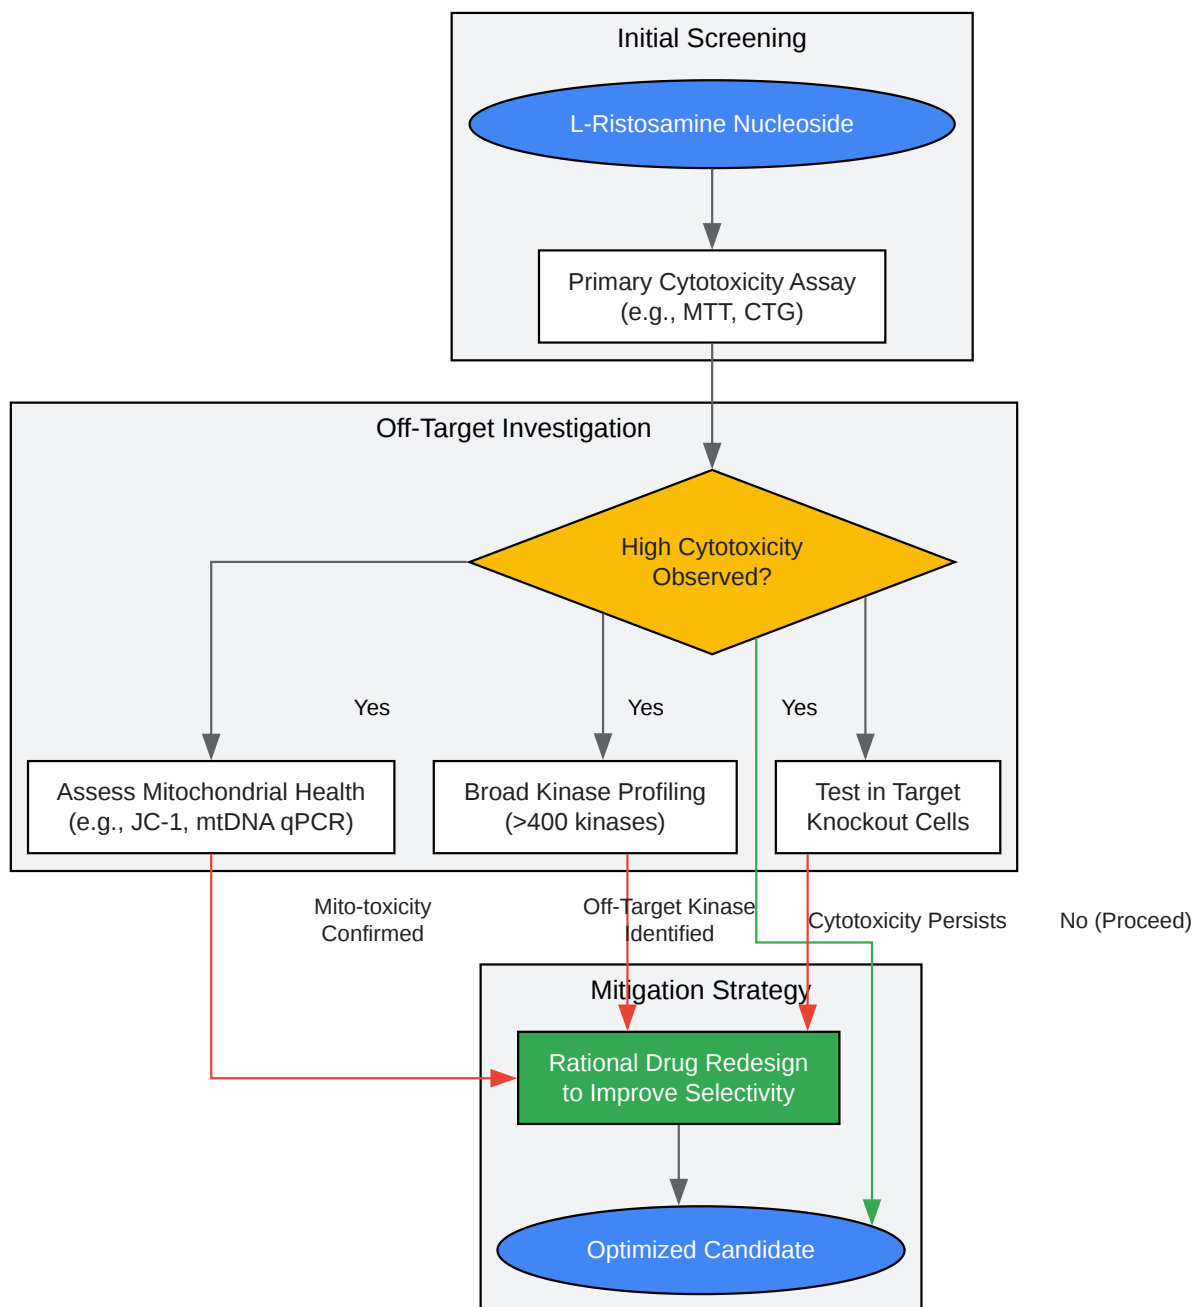 Initial Screening
L-Ristosamine Nucleoside
Primary Cytotoxicity Assay
(e.g., MTT, CTG)
Off-Target Investigation
High Cytotoxicity
Observed?
Yes
Yes
Yes
Assess Mitochondrial Health
(e.g., JC-1, mtDNA qPCR)
Broad Kinase Profiling
(>400 kinases)
Test in Target
Knockout Cells
Mito-toxicity
Confirmed
Off-Target Kinase
Identified
Cytotoxicity Persists
No (Proceed)
Mitigation Strategy
Rational Drug Redesign
to Improve Selectivity
Optimized Candidate